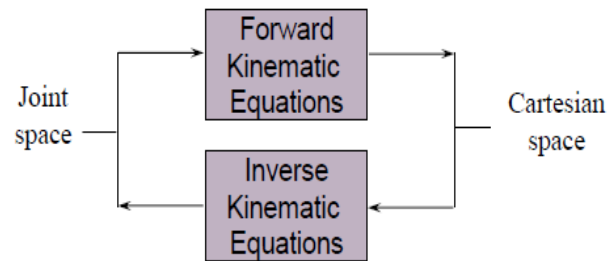 Forward
Kinematic
Equations
Joint
space
Cartesian
space
Inverse
Kinematic
Equations